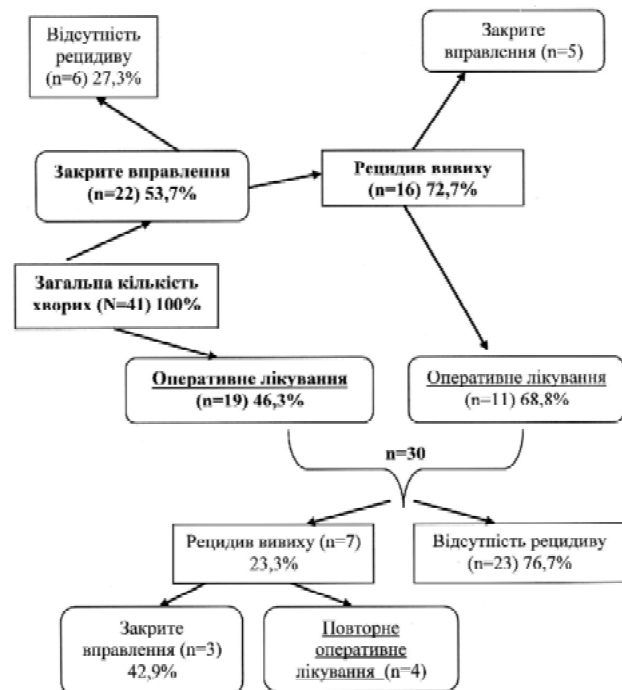 Відсутність
рецидиву
(n=6) 27,3%
Закрите
вправлення (n=5)
Закрите вправлення
(n=22) 53,7%
Рецидив вивиху
(n=16) 72,7%
Загальна кількість
хворих (N=41) 100%
Оперативне лікування
(n=19) 46,3%
Оперативне лікування
(n=11) 68,8%
n=30
Рецидив вивиху (n=7)
23,3%
Відсутність рецидиву
(n=23) 76,7%
Закрите
вправлення (n=3)
42,9%
Повторне
оперативне
лікування (n=4)